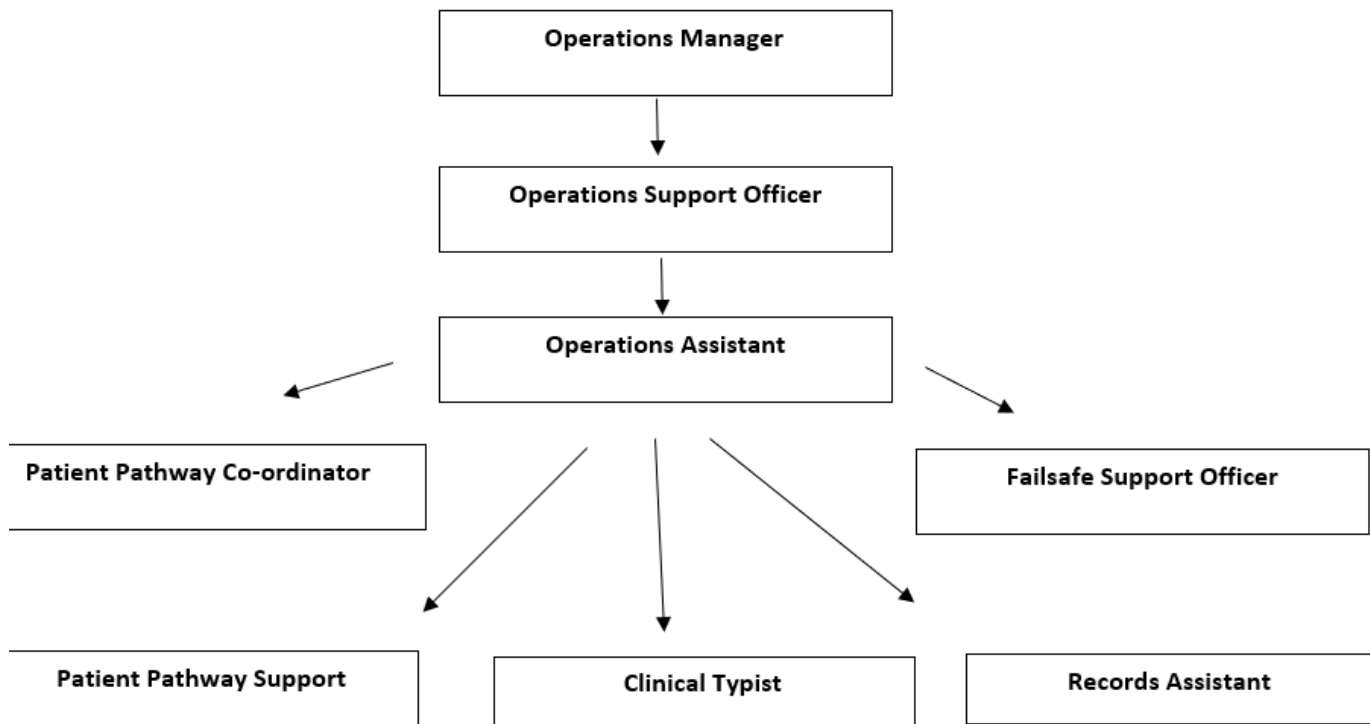 Operations Manager
Operations Support Officer
Operations Assistant
Patient Pathway Co-ordinator
Failsafe Support Officer
Patient Pathway Support
Clinical Typist
Records Assistant